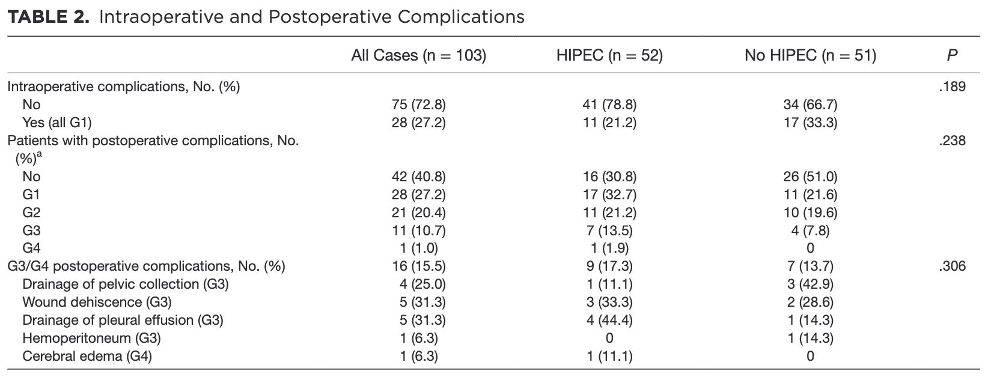 TABLE 2. Intraoperative and Postoperative Complications
All Cases (n = 103) HIPEC (n = 52) No HIPEC (n = 51) P
Intraoperative complications, No. (%) .189
No 75 (72.8) 41 (78.8) 34 (66.7)
Yes (all G1) 28 (27.2) 11 (21.2) 17 (33.3)
Patients with postoperative complications, No. .238
(%)a
No 42 (40.8) 16 (30.8) 26 (51.0)
G1 28 (27.2) 17 (32.7) 11 (21.6)
G2 21 (20.4) 11 (21.2) 10 (19.6)
G3 11 (10.7) 7 (13.5) 4 (7.8)
G4 1 (1.0) 1 (1.9) 0
G3/G4 postoperative complications, No. (%) 16 (15.5) 9 (17.3) 7 (13.7) .306
Drainage of pelvic collection (G3) 4 (25.0) 1 (11.1) 3 (42.9)
Wound dehiscence (G3) 5 (31.3) 3 (33.3) 2 (28.6)
Drainage of pleural effusion (G3) 5 (31.3) 4 (44.4) 1 (14.3)
Hemoperitoneum (G3) 1 (6.3) 0 1 (14.3)
Cerebral edema (G4) 1 (6.3) 1 (11.1) 0